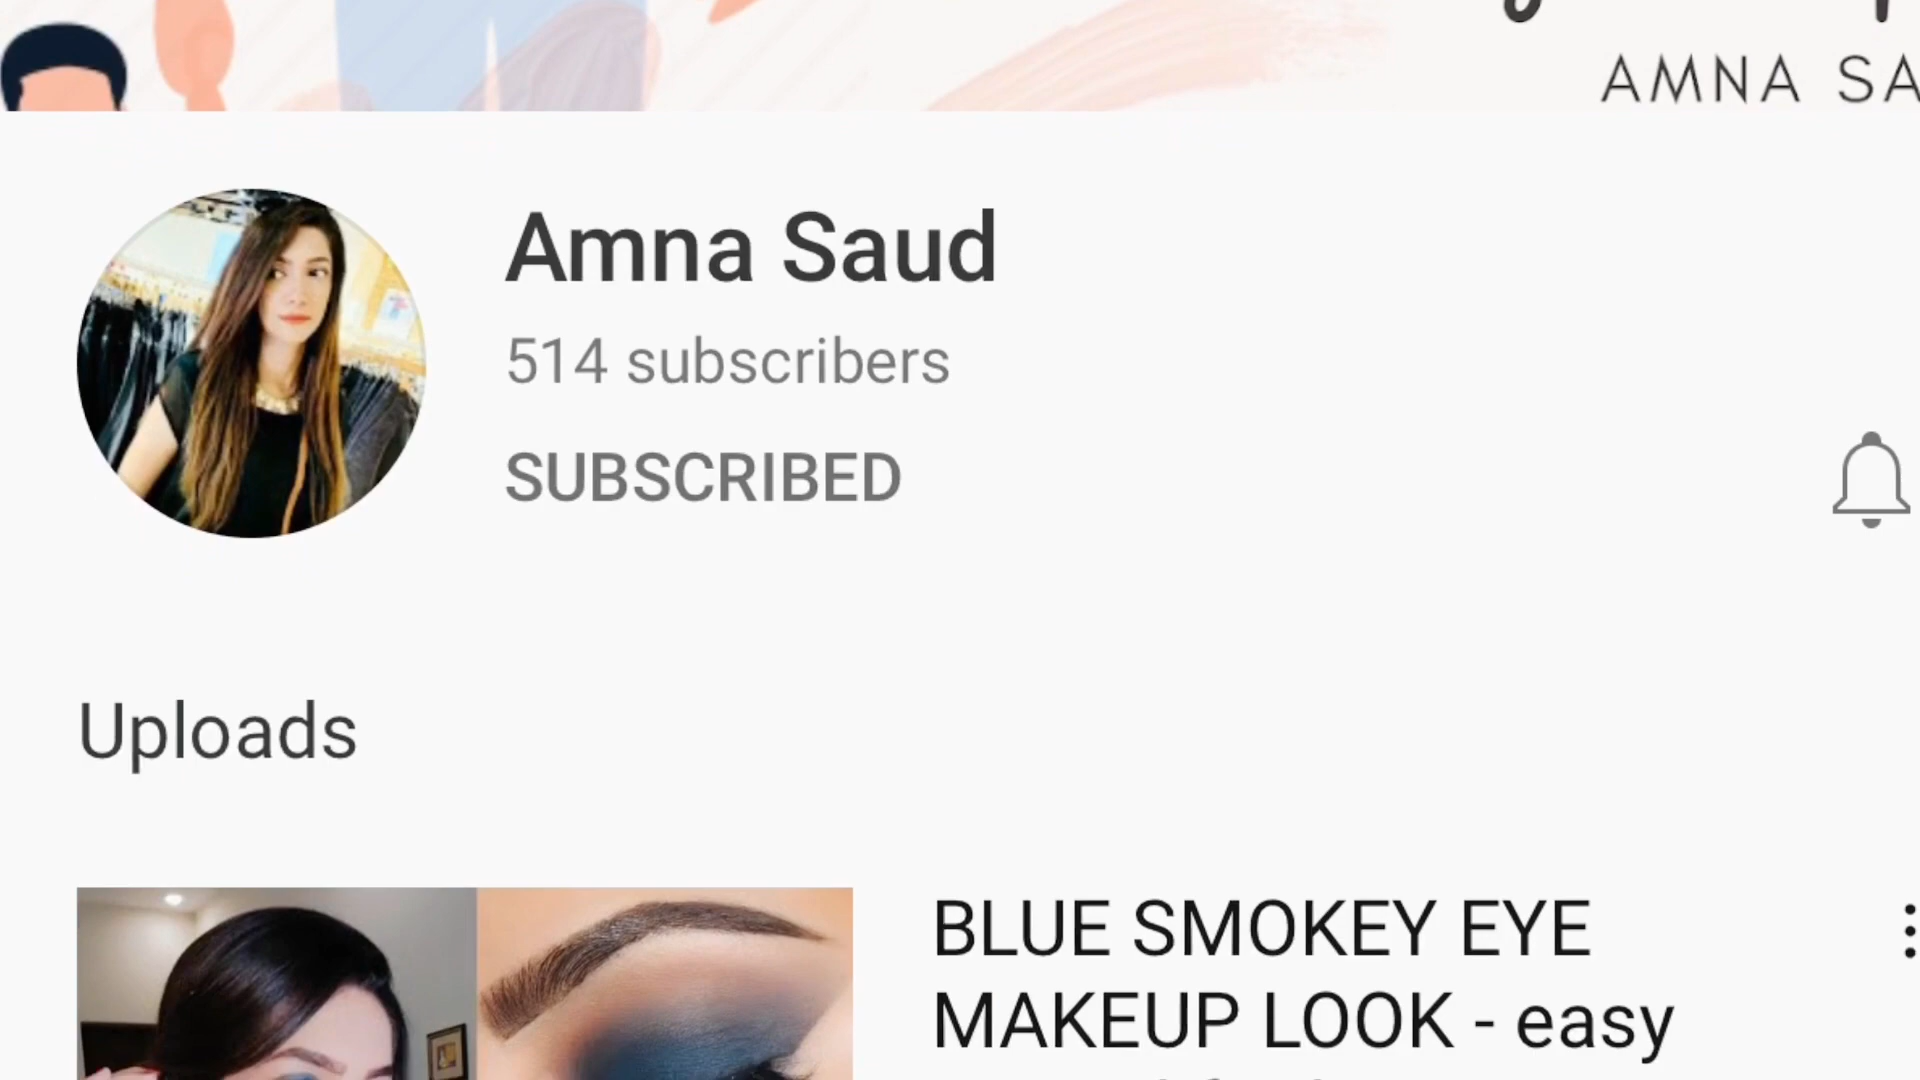 AMNA SA
Amna Saud
514 subscribers
SUBSCRIBED
Uploads
BLUE SMOKEY EYE
MAKEUP LOOK - easy